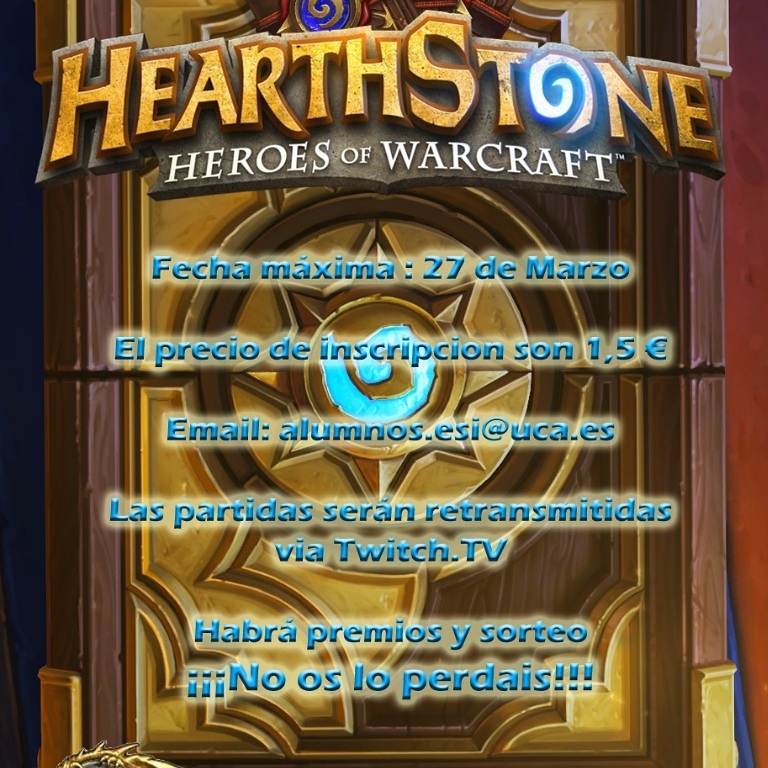 HEARTHSTONE
HEROES OF WARCRAFT™
Fecha máxima : 27 de Marzo
El precio de inscripcion son 1,5 €
Email: alumnos.esi@uca.es
Las partidas serán retransmitidas
via Twitch.TV
Habrá premios y sorteo
¡¡¡No os lo perdais!!!